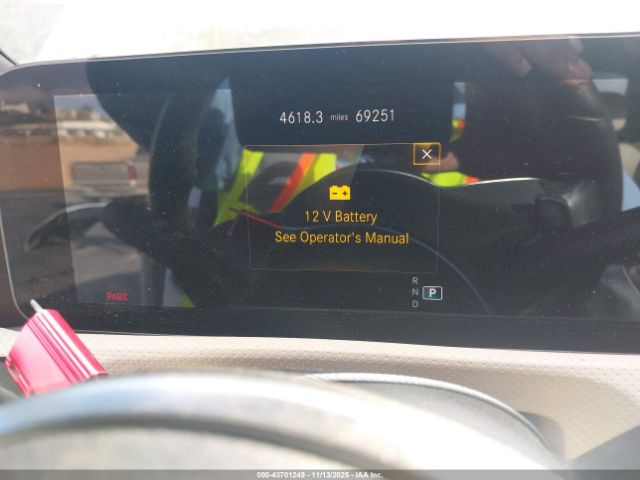 4618.3 miles 69251
12 V Battery
See Operator's Manual
PARK
R
N P
D
000-43701249 - 11/13/2025 - IAA Inc.